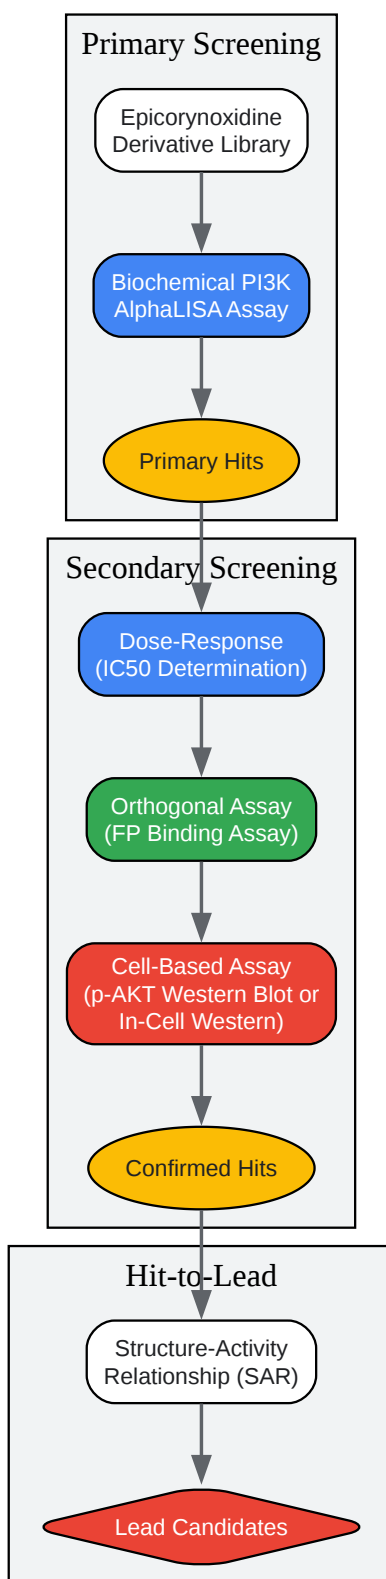 Primary Screening
Epicorynoxidine
Derivative Library
Biochemical PI3K
AlphaLISA Assay
Primary Hits
Secondary Screening
Dose-Response
(IC50 Determination)
Orthogonal Assay
(FP Binding Assay)
Cell-Based Assay
(p-AKT Western Blot or
In-Cell Western)
Confirmed Hits
Hit-to-Lead
Structure-Activity
Relationship (SAR)
Lead Candidates